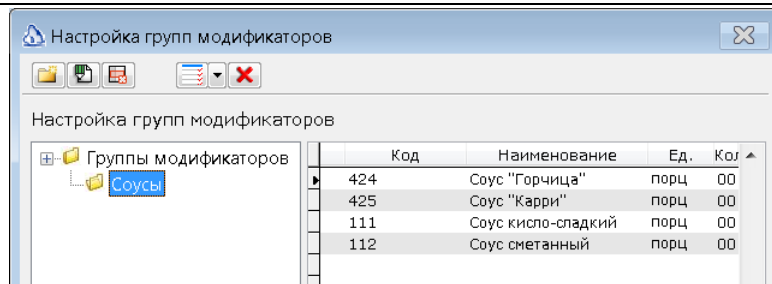 Настройка групп модификаторов
Настройка групп модификаторов
Группы модификаторов
Соусы
Код Наименование Ед. Кол
424 Соус "Горчица" порц 00
425 Соус "Карри" порц 00
111 Соус кисло-сладкий порц 00
112 Соус сметанный порц 00